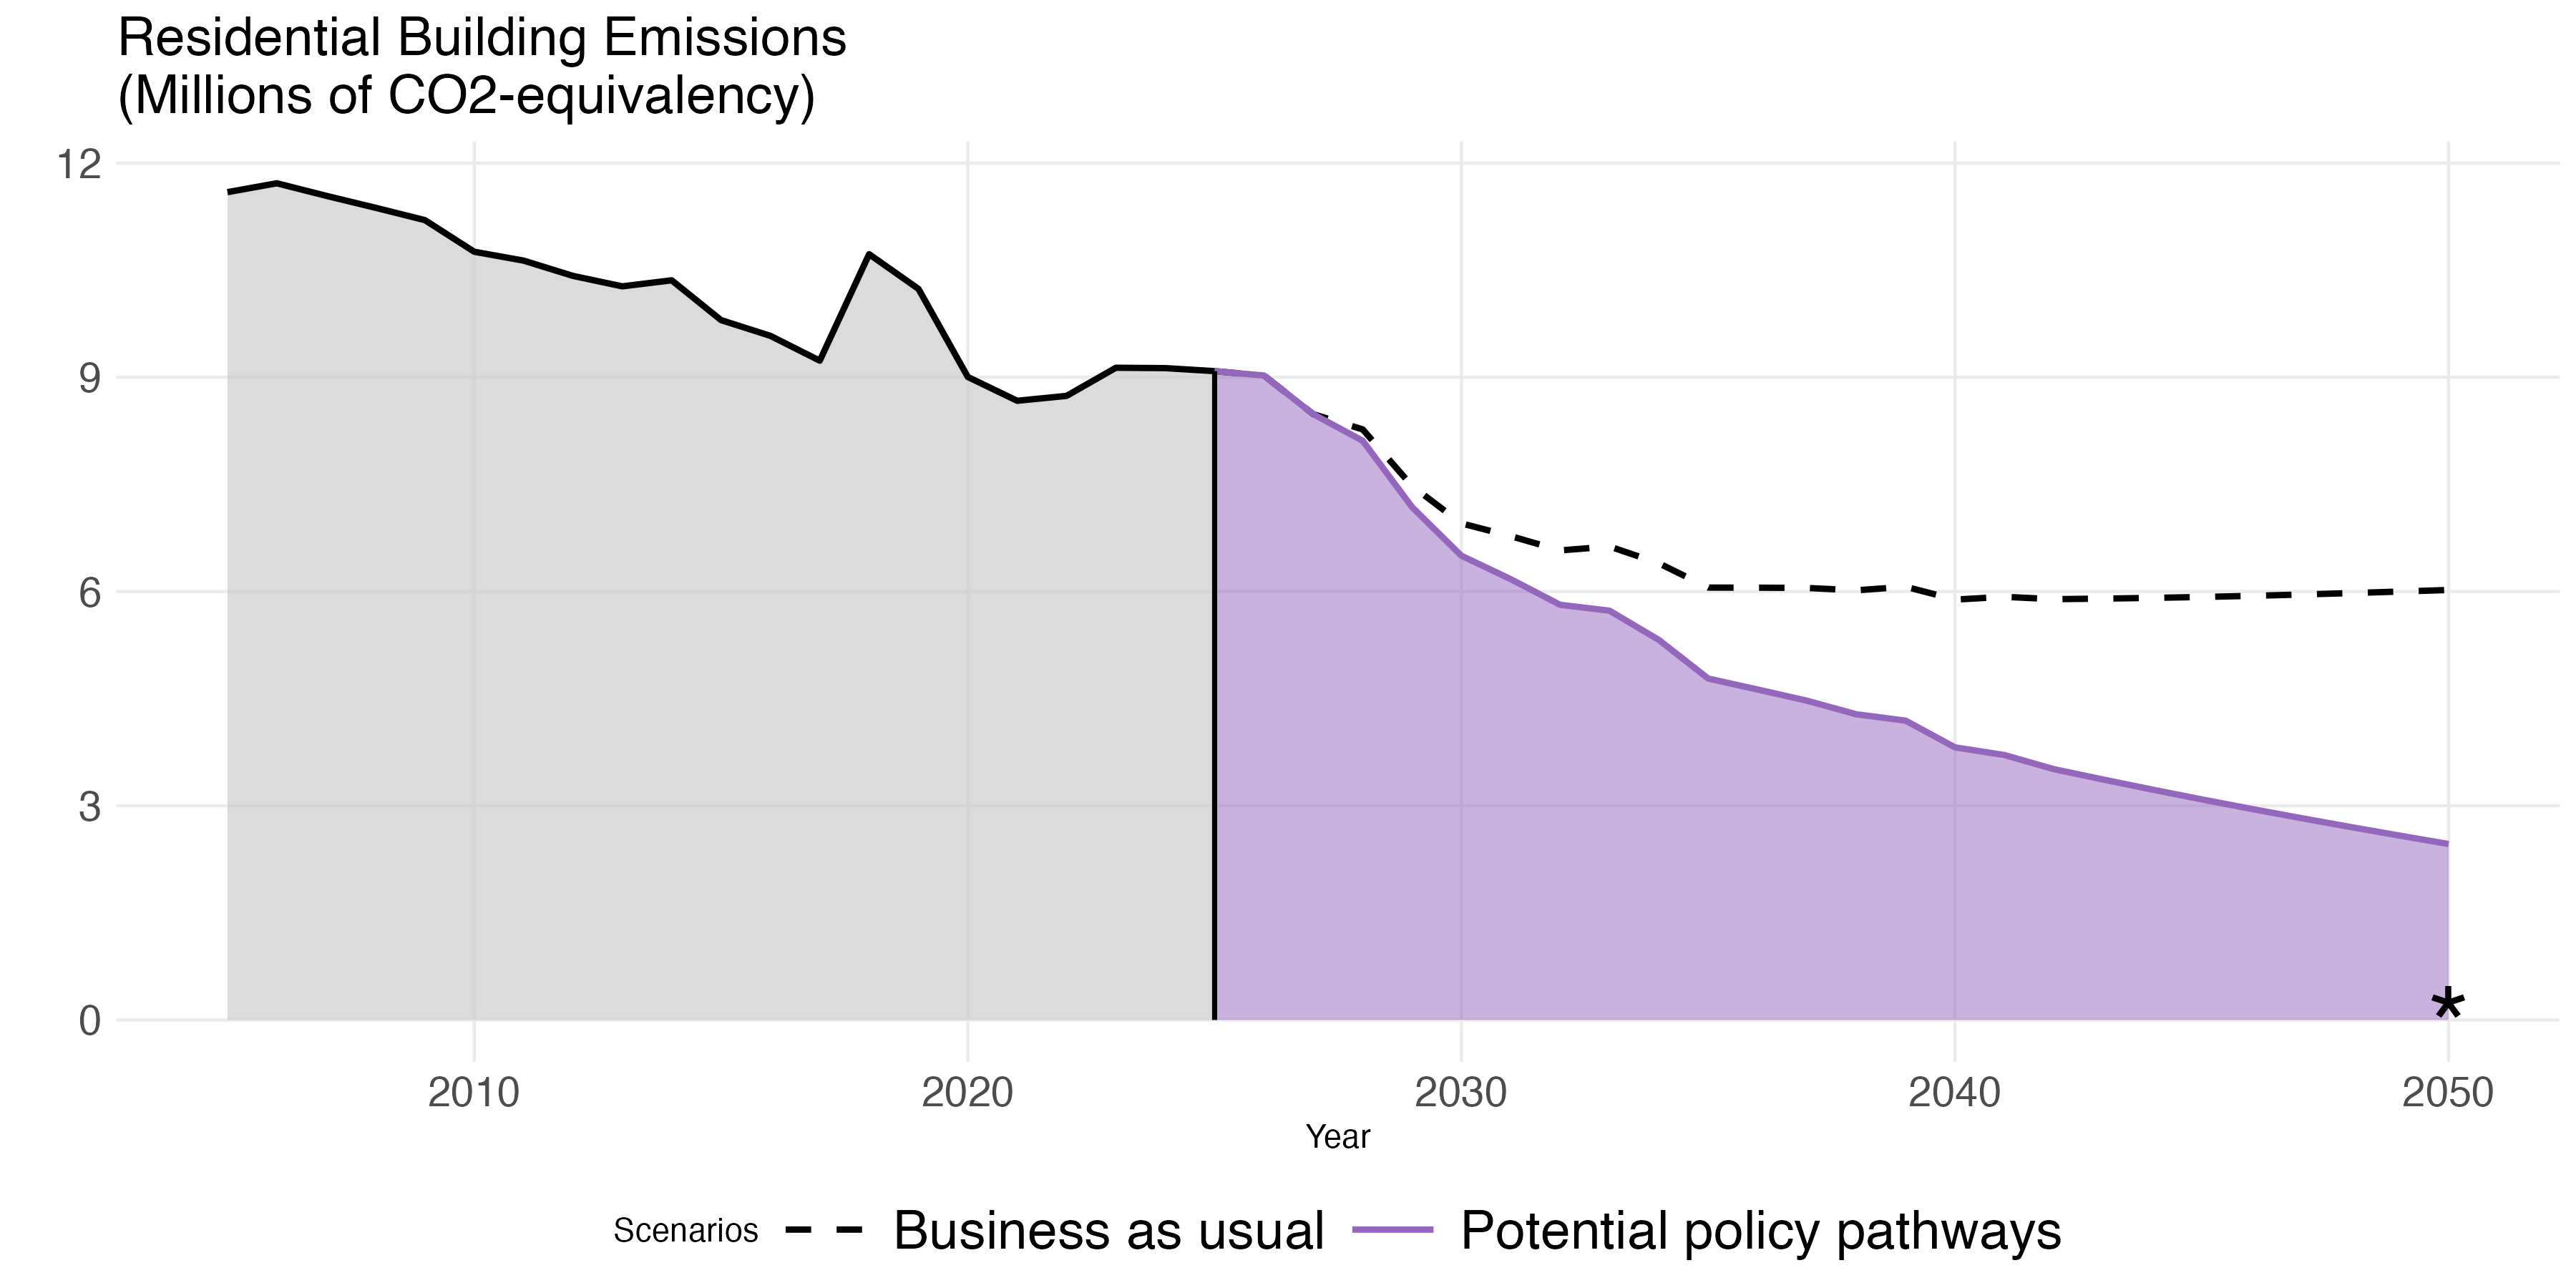 Residential Building Emissions
(Millions of CO2-equivalency)
12
9
6
3
0
*
2010 2020 2030 2040 2050
Year
Scenarios Business as usual Potential policy pathways